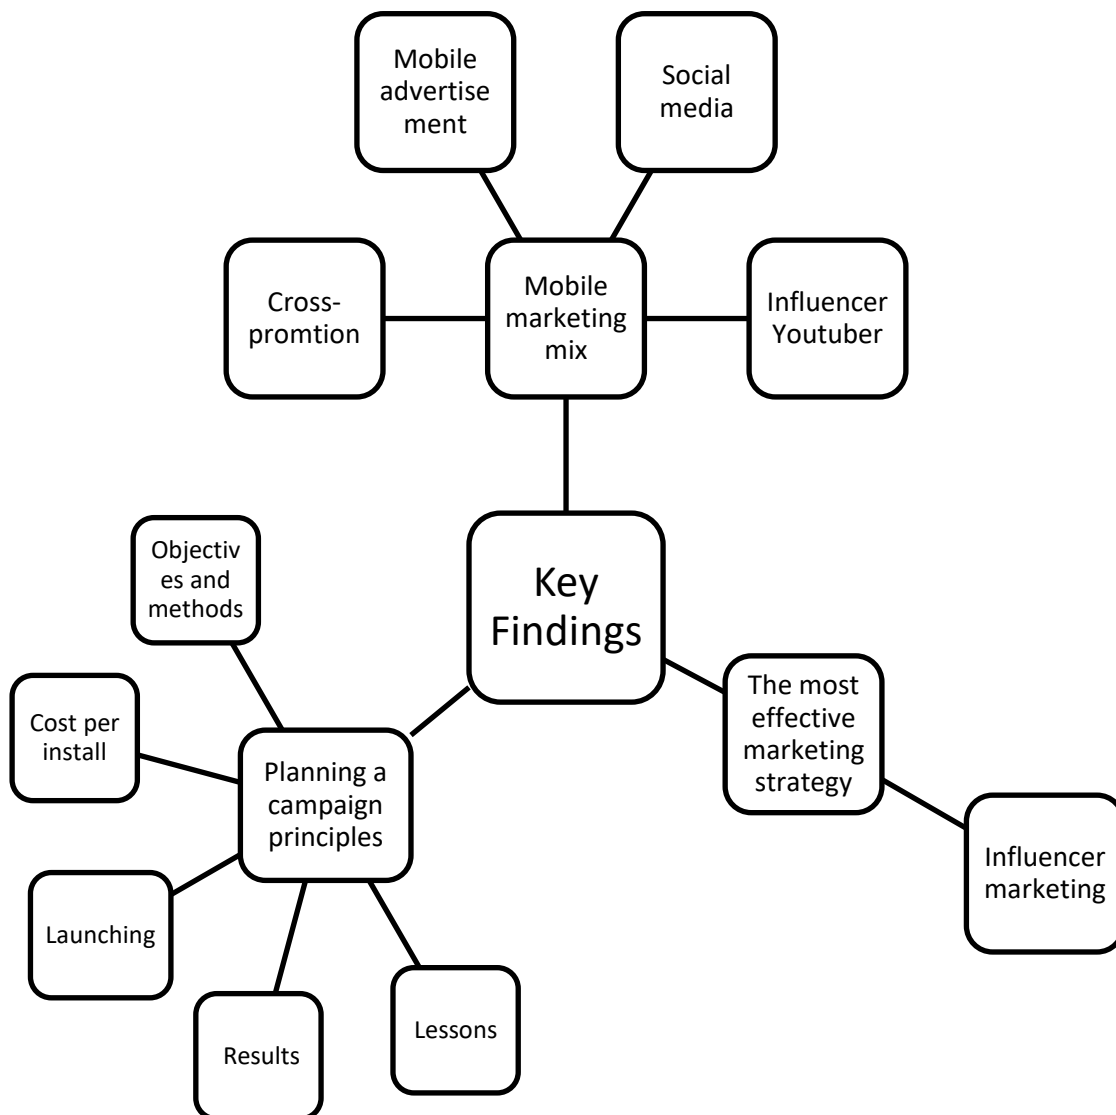 Mobile
advertise
ment
Social
media
Cross-
promtion
Mobile
marketing
mix
Influencer
Youtuber
Key
Findings
Objectiv
es and
methods
Cost per
install
Planning a
campaign
principles
Launching
Results
Lessons
The most
effective
marketing
strategy
Influencer
marketing